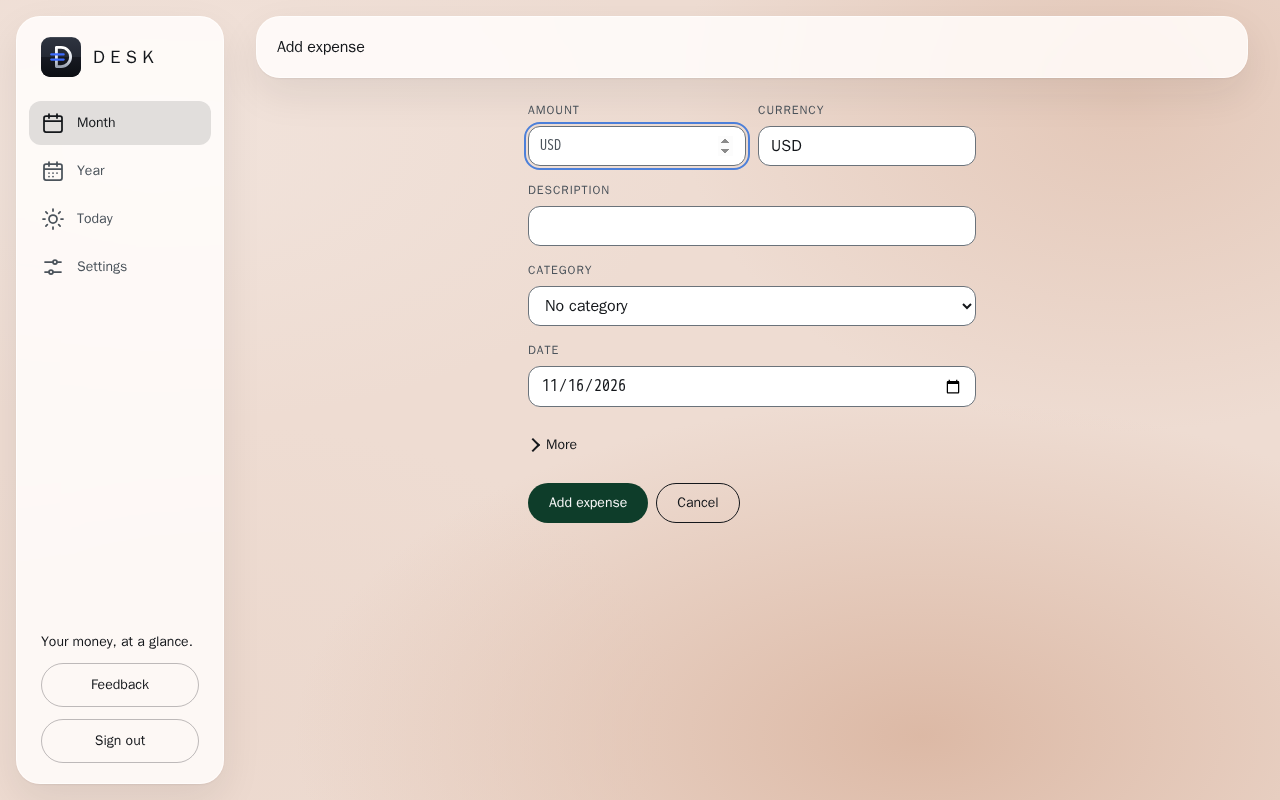 DESK
Month
Year
Today
Settings
Your money, at a glance.
Feedback
Sign out
Add expense
AMOUNT
CURRENCY
USD
USD
DESCRIPTION
CATEGORY
No category
DATE
11/16/2026
More
Add expense
Cancel